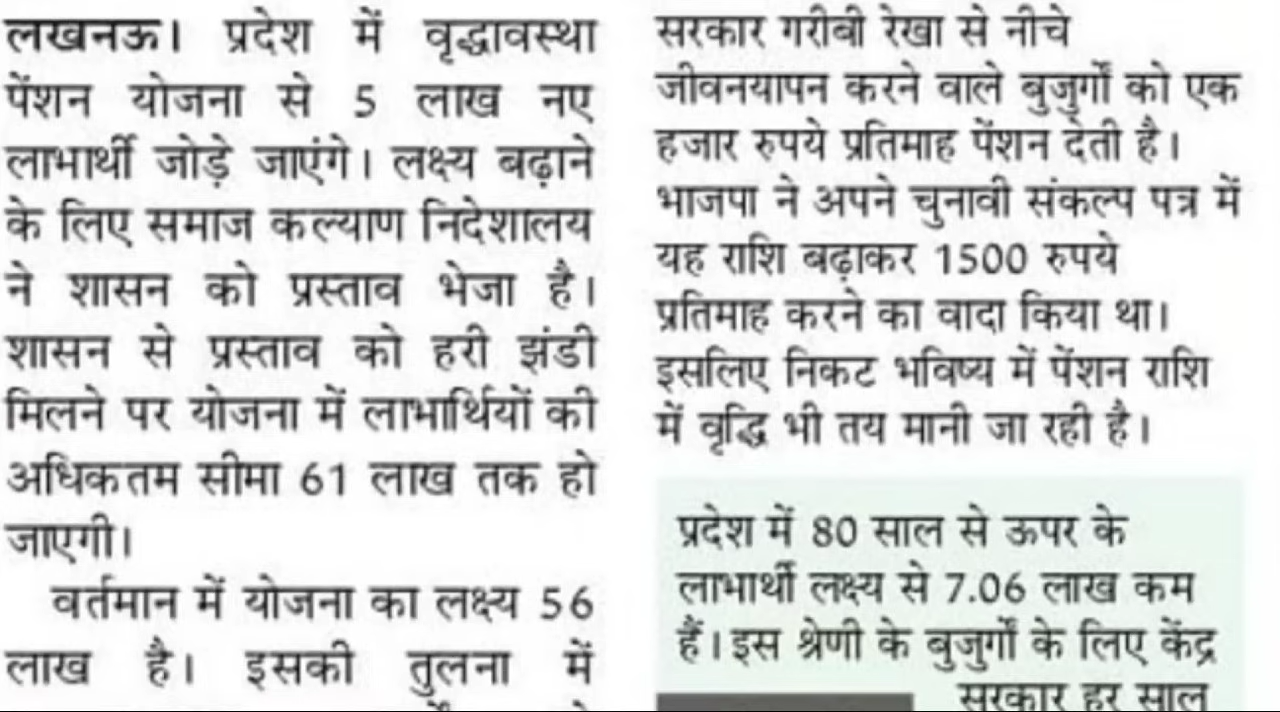 लखनऊ। प्रदेश में वृद्धावस्था
पेंशन योजना से 5 लाख नए
लाभार्थी जोड़े जाएंगे। लक्ष्य बढ़ाने
के लिए समाज कल्याण निदेशालय
ने शासन को प्रस्ताव भेजा है।
शासन से प्रस्ताव को हरी झंडी
मिलने पर योजना में लाभार्थियों की
अधिकतम सीमा 61 लाख तक हो
जाएगी।
वर्तमान में योजना का लक्ष्य 56
लाख है। इसकी तुलना में
सरकार गरीबी रेखा से नीचे
जीवनयापन करने वाले बुजुर्गों को एक
हजार रुपये प्रतिमाह पेंशन देती है।
भाजपा ने अपने चुनावी संकल्प पत्र में
यह राशि बढ़ाकर 1500 रुपये
प्रतिमाह करने का वादा किया था।
इसलिए निकट भविष्य में पेंशन राशि
में वृद्धि भी तय मानी जा रही है।
प्रदेश में 80 साल से ऊपर के
लाभार्थी लक्ष्य से 7.06 लाख कम
हैं। इस श्रेणी के बुजुर्गों के लिए केंद्र
सरकार हर साल